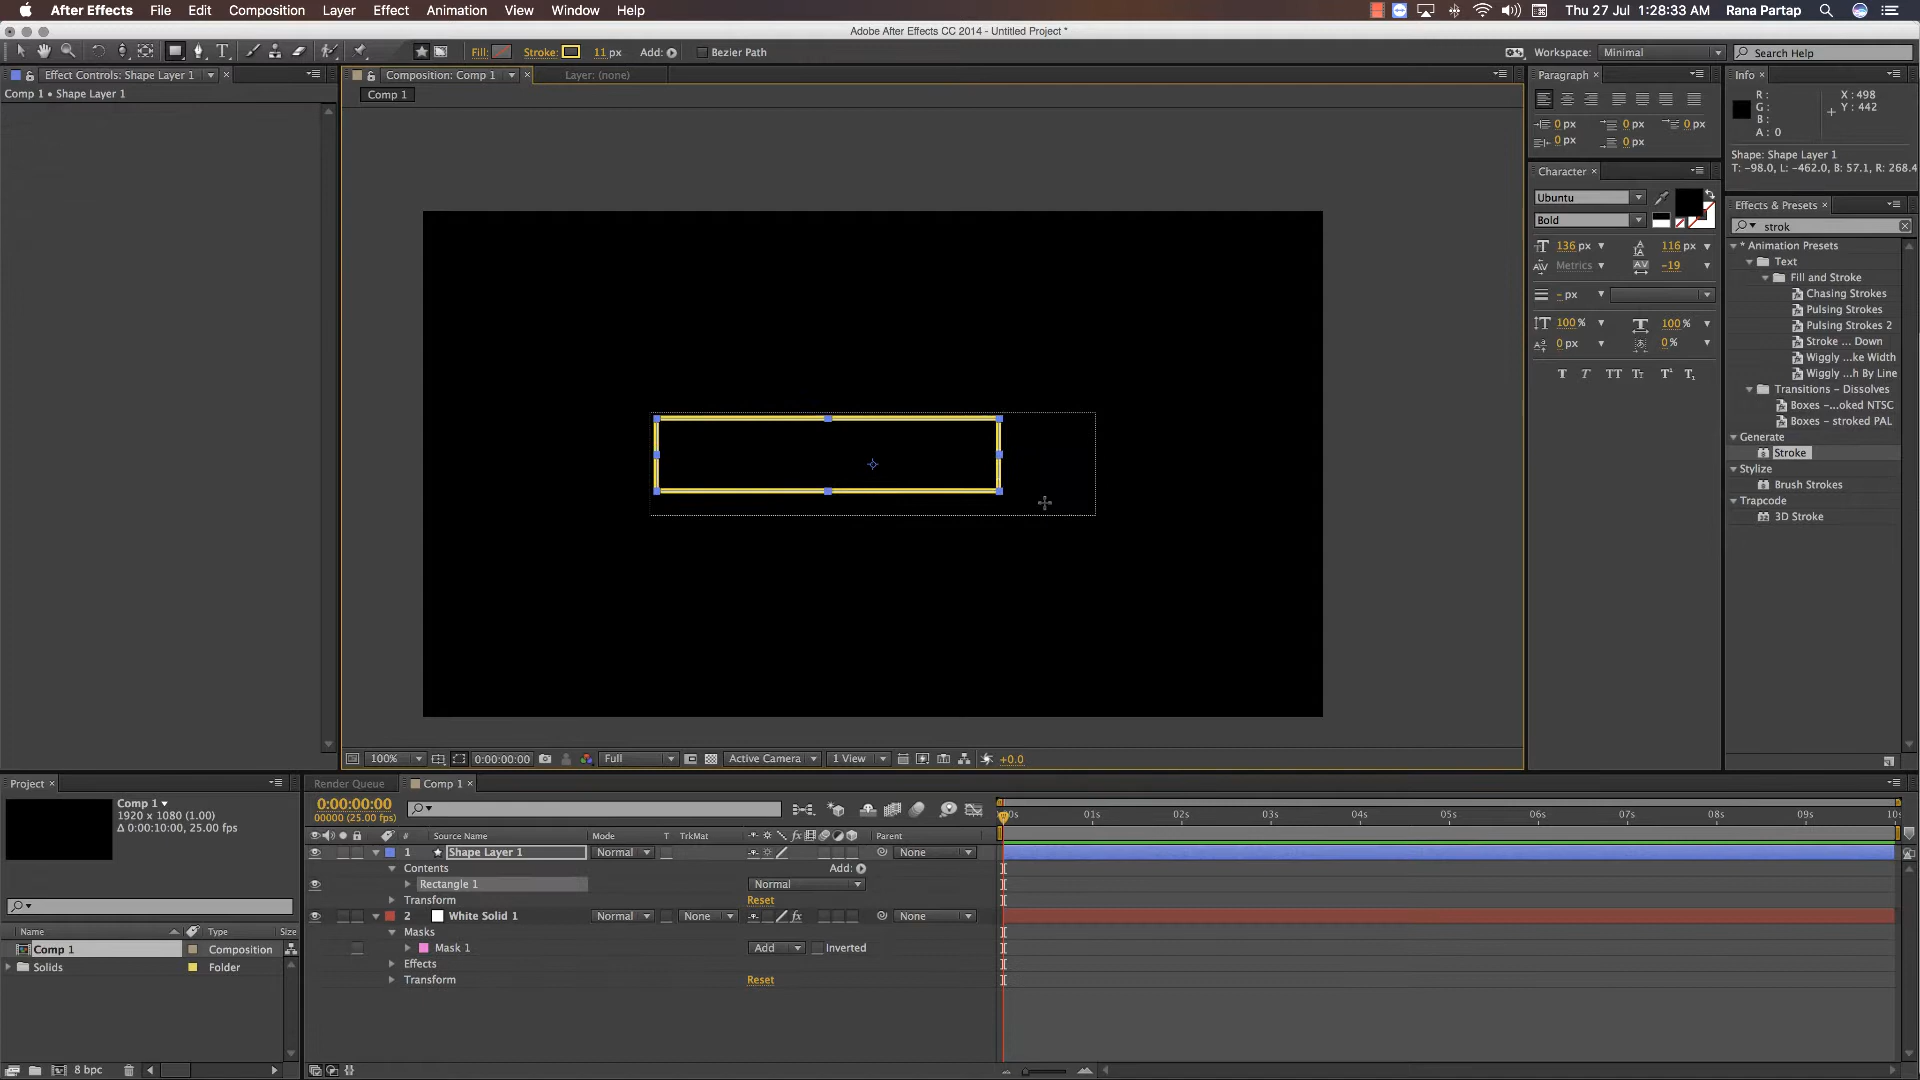 After Effects File Edit Composition Layer Effect Animation View Window Help Thu 27 Jul 1:28:33 AM Rana Partap
Adobe After Effects CC 2014 - Untitled Project *
Fill: Stroke: 11 px Add: Bezier Path Workspace: Minimal Search Help
Effect Controls: Shape Layer 1 Composition: Comp 1 Layer: (none) Paragraph Info
Comp 1 • Shape Layer 1
Comp 1
0 px 0 px 0 px
0 px 0 px
R: X: 498
G: Y: 442
B:
A: 0
Shape: Shape Layer 1
T: -98.0, L: -462.0, B: 57.1, R: 268.4
Character
Ubuntu
Bold
136 px 116 px
Metrics -19
- px
100 % 100 %
0 px 0 %
T T TT Tr T¹ T₁
Effects & Presets
strok
* Animation Presets
Text
Fill and Stroke
Chasing Strokes
Pulsing Strokes
Pulsing Strokes 2
Stroke ... Down
Wiggly ...ke Width
Wiggly ...h By Line
Transitions - Dissolves
Boxes -...oked NTSC
Boxes - stroked PAL
Generate
Stroke
Stylize
Brush Strokes
Trapcode
3D Stroke
100% 0:00:00:00 Full Active Camera 1 View +0.0
Project
Comp 1
1920 x 1080 (1.00)
Δ 0:00:10:00, 25.00 fps
Name Type Size
Comp 1 Composition
Solids Folder
8 bpc
Render Queue Comp 1
0:00:00:00
00000 (25.00 fps)
# Source Name Mode T TrkMat Parent
:00s 01s 02s 03s 04s 05s 06s 07s 08s 09s 10s
1 Shape Layer 1 Normal None
Contents Add:
Rectangle 1 Normal
Transform Reset
2 White Solid 1 Normal None None
Masks
Mask 1 Add Inverted
Effects
Transform Reset